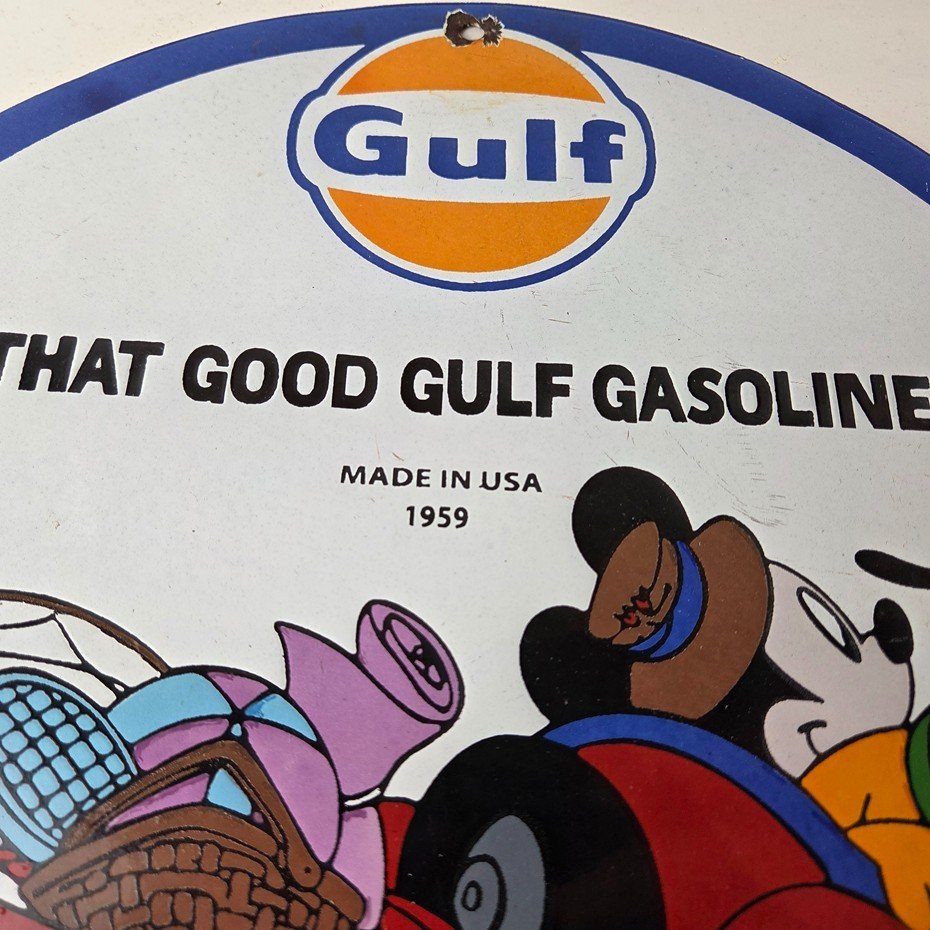 Gulf
THAT GOOD GULF GASOLINE
MADE IN USA
1959